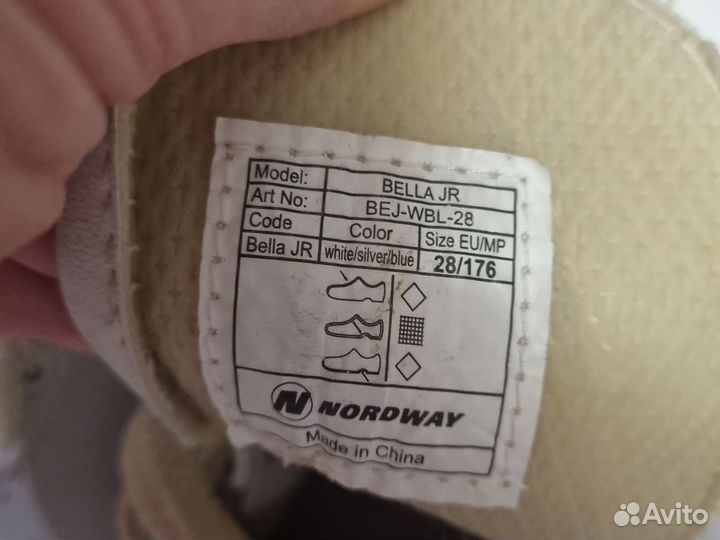 Model: BELLA JR
Art No: BEJ-WBL-28
Code Color Size EU/MP
Bella JR white/silver/blue 28/176
N NORDWAY
Made in China
Avito